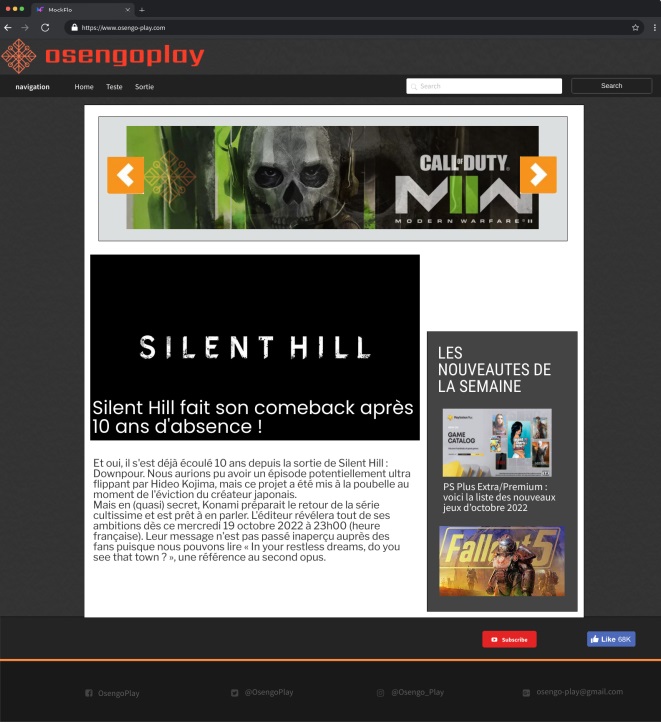 MockFlo
https://www.osengo-play.com
osengoplay
navigation Home Teste Sortie Search Search
CALL OF DUTY
MWII
MODERN WARFARE II
SILENT HILL
Silent Hill fait son comeback après
10 ans d'absence !
Et oui, il s'est déjà écoulé 10 ans depuis la sortie de Silent Hill :
Downpour. Nous aurions pu avoir un épisode potentiellement ultra
flippant par Hideo Kojima, mais ce projet a été mis à la poubelle au
moment de l'éviction du créateur japonais.
Mais en (quasi) secret, Konami préparait le retour de la série
cultissime et est prêt à en parler. L'éditeur révélera tout de ses
ambitions dès ce mercredi 19 octobre 2022 à 23h00 (heure
française). Leur message n'est pas passé inaperçu auprès des
fans puisque nous pouvons lire « In your restless dreams, do you
see that town ? », une référence au second opus.
LES
NOUVEAUTES DE
LA SEMAINE
GAME
CATALOG
PS Plus Extra/Premium :
voici la liste des nouveaux
jeux d'octobre 2022
Fallout 5
Subscribe
Like 68K
OsengoPlay
@OsengoPlay
@Osengo_Play
osengo-play@gmail.com